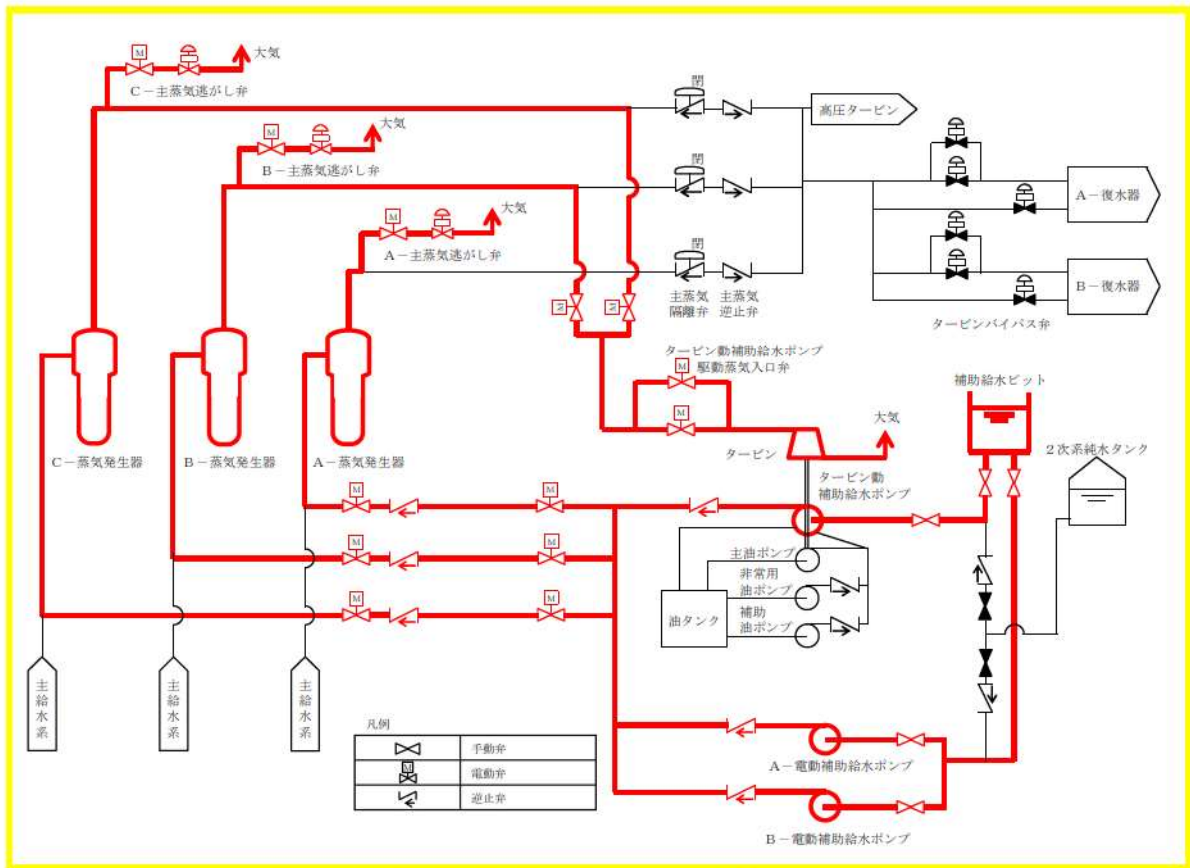 M
大気
C－主蒸気逃がし弁
M
大気
B－主蒸気逃がし弁
M
大気
A－主蒸気逃がし弁
閉
高圧タービン
閉
A－復水器
閉
主蒸気
隔離弁
主蒸気
逆止弁
B－復水器
タービンバイパス弁
M
M
タービン動補助給水ポンプ
駆動蒸気入口弁
M
M
補助給水ピット
大気
2次系純水タンク
タービン
C－蒸気発生器
B－蒸気発生器
A－蒸気発生器
タービン動
補助給水ポンプ
M
M
M
M
M
M
主油ポンプ
非常用
油ポンプ
補助
油ポンプ
油タンク
主給水系
主給水系
主給水系
凡例
手動弁
M
電動弁
逆止弁
A－電動補助給水ポンプ
B－電動補助給水ポンプ